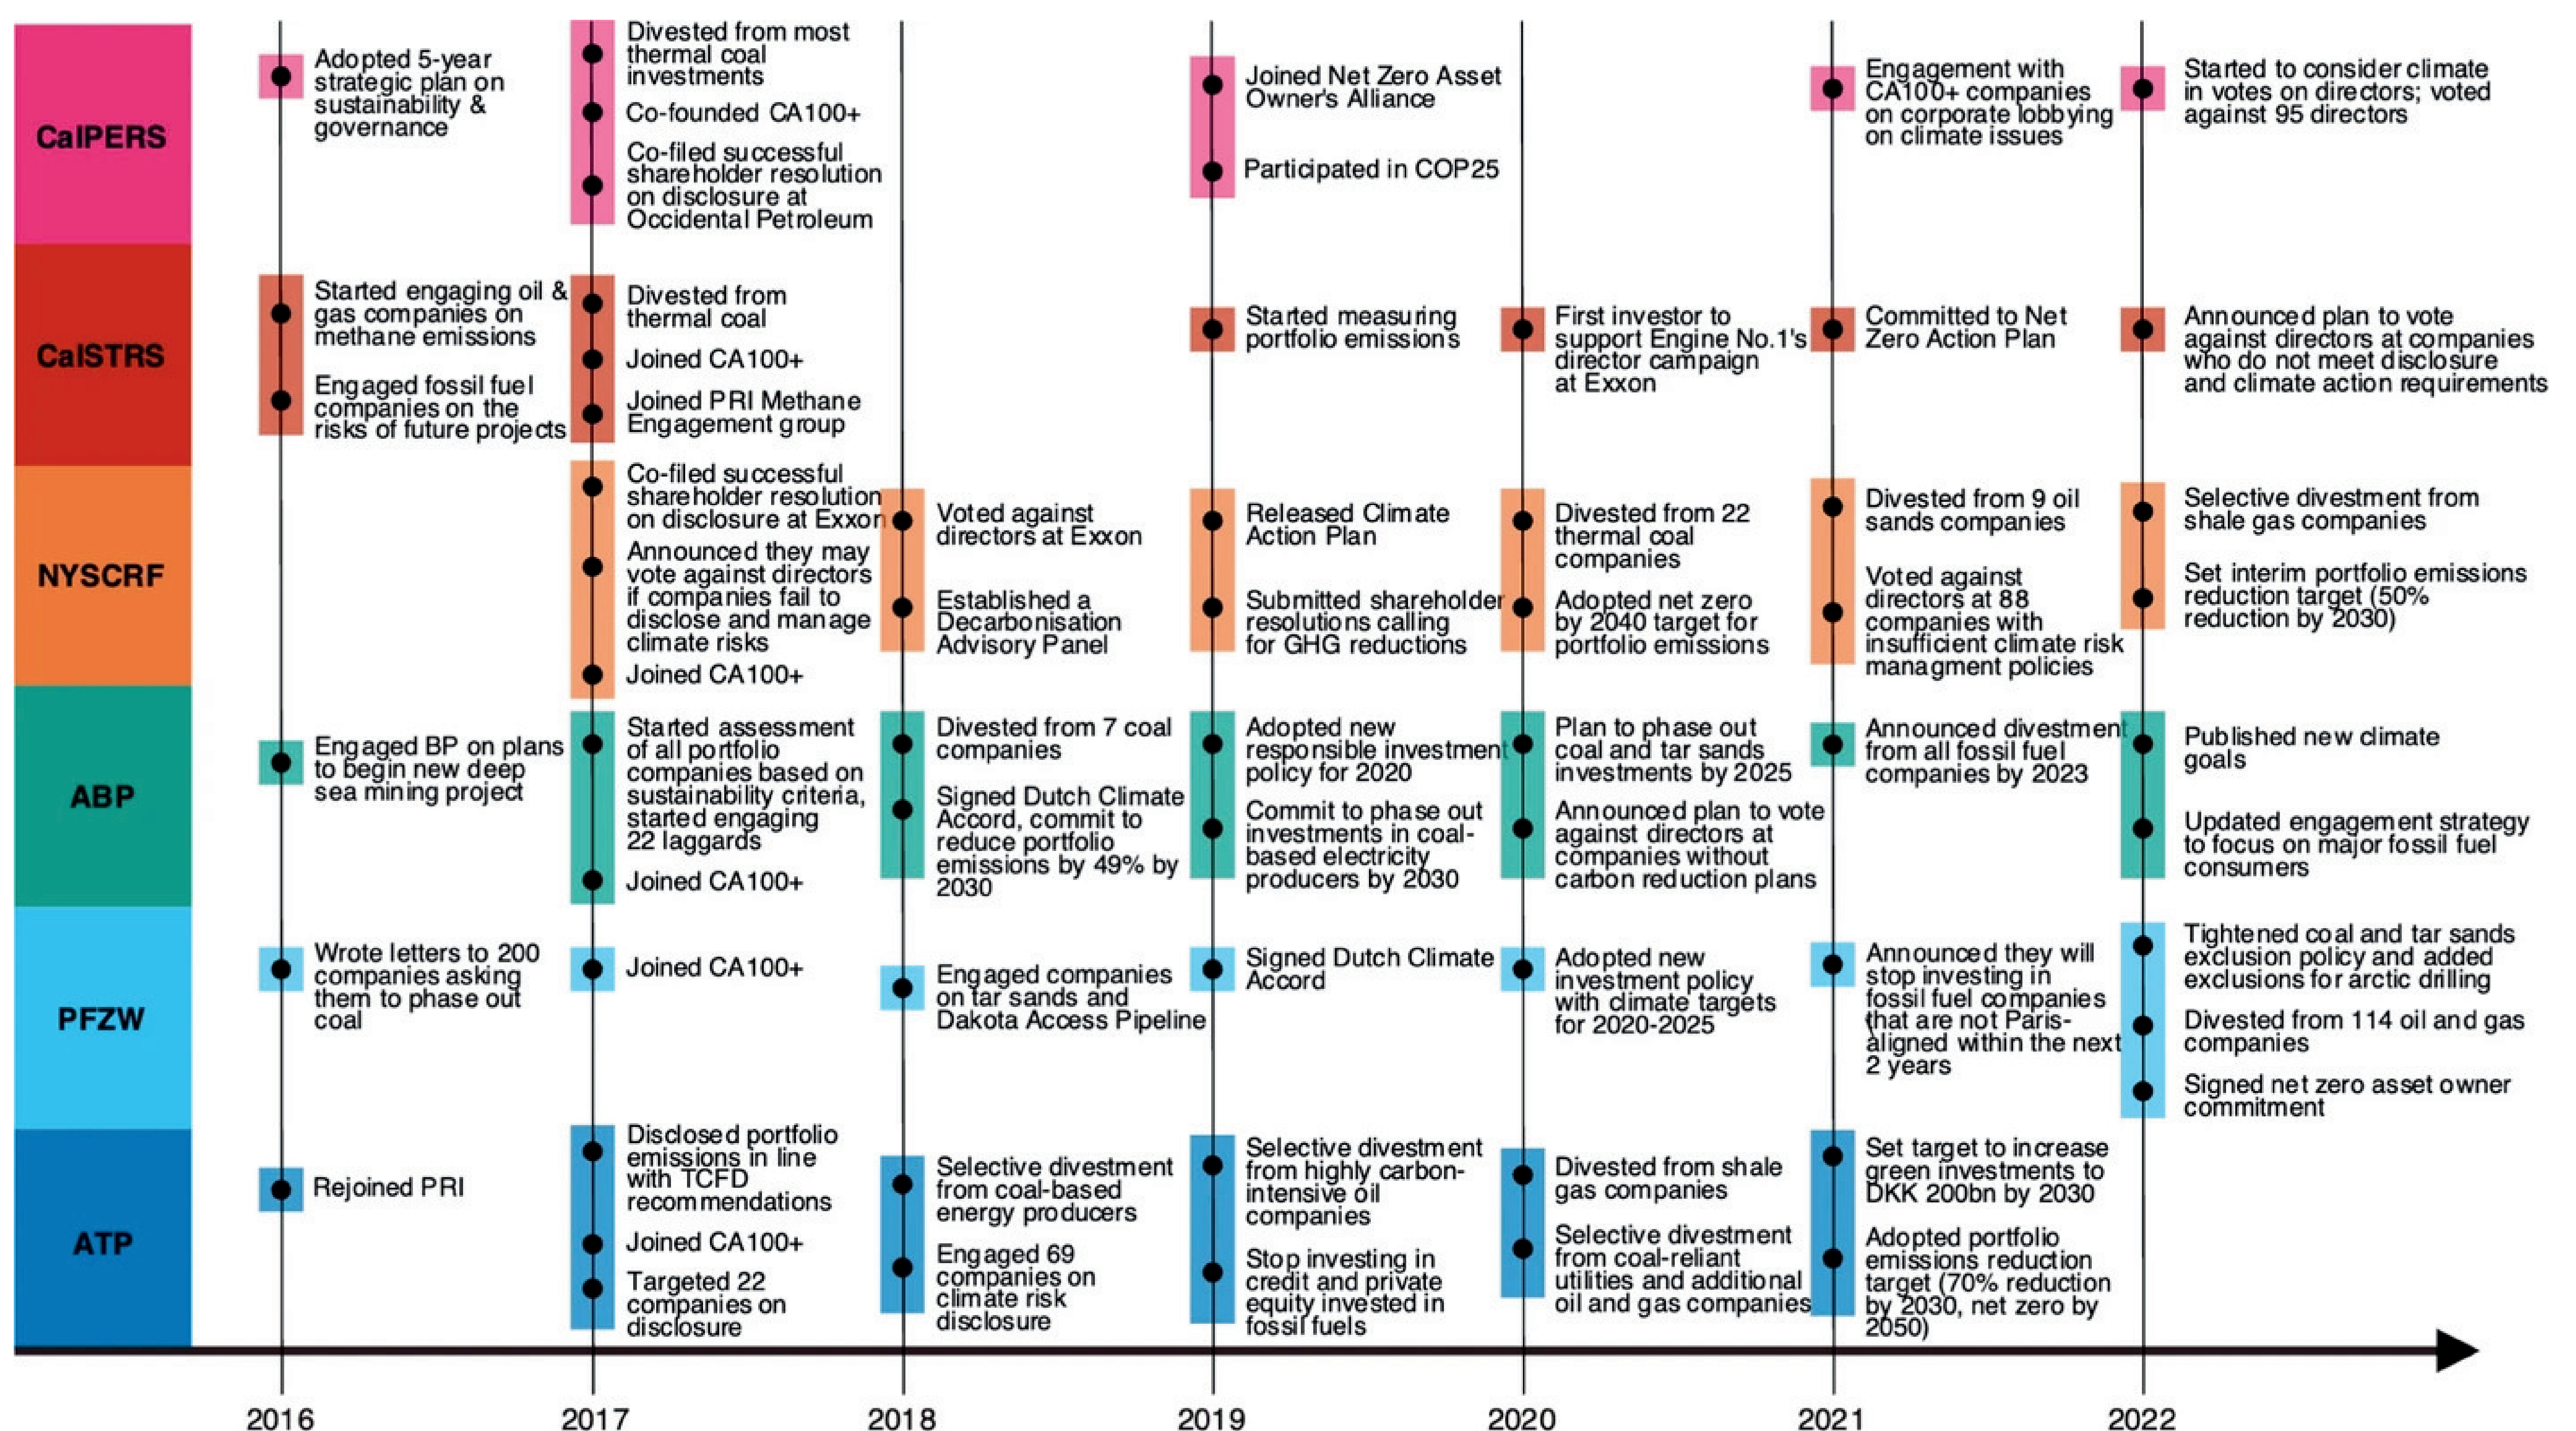 CalPERS
Adopted 5-year
strategic plan on
sustainability &
governance
Divested from most
thermal coal
investments
Co-founded CA100+
Co-filed successful
shareholder resolution
on disclosure at
Occidental Petroleum
Joined Net Zero Asset
Owner's Alliance
Participated in COP25
Engagement with
CA100+ companies
on corporate lobbying
on climate issues
Started to consider climate
in votes on directors; voted
against 95 directors
CalSTRS
Started engaging oil &
gas companies on
methane emissions
Engaged fossil fuel
companies on the
risks of future projects
Divested from
thermal coal
Joined CA100+
Joined PRI Methane
Engagement group
Started measuring
portfolio emissions
First investor to
support Engine No.1's
director campaign
at Exxon
Committed to Net
Zero Action Plan
Announced plan to vote
against directors at companies
who do not meet disclosure
and climate action requirements
NYSCRF
Co-filed successful
shareholder resolution
on disclosure at Exxon
Announced they may
vote against directors
if companies fail to
disclose and manage
climate risks
Joined CA100+
Voted against
directors at Exxon
Established a
Decarbonisation
Advisory Panel
Released Climate
Action Plan
Submitted shareholder
resolutions calling
for GHG reductions
Divested from 22
thermal coal
companies
Adopted net zero
by 2040 target for
portfolio emissions
Divested from 9 oil
sands companies
Voted against
directors at 88
companies with
insufficient climate risk
managment policies
Selective divestment from
shale gas companies
Set interim portfolio emissions
reduction target (50%
reduction by 2030)
ABP
Engaged BP on plans
to begin new deep
sea mining project
Started assessment
of all portfolio
companies based on
sustainability criteria,
started engaging
22 laggards
Joined CA100+
Divested from 7 coal
companies
Signed Dutch Climate
Accord, commit to
reduce portfolio
emissions by 49% by
2030
Adopted new
responsible investment
policy for 2020
Commit to phase out
investments in coal-
based electricity
producers by 2030
Plan to phase out
coal and tar sands
investments by 2025
Announced plan to vote
against directors at
companies without
carbon reduction plans
Announced divestment
from all fossil fuel
companies by 2023
Published new climate
goals
Updated engagement strategy
to focus on major fossil fuel
consumers
PFZW
Wrote letters to 200
companies asking
them to phase out
coal
Joined CA100+
Engaged companies
on tar sands and
Dakota Access Pipeline
Signed Dutch Climate
Accord
Adopted new
investment policy
with climate targets
for 2020-2025
Announced they will
stop investing in
fossil fuel companies
that are not Paris-
aligned within the next
2 years
Tightened coal and tar sands
exclusion policy and added
exclusions for arctic drilling
Divested from 114 oil and gas
companies
Signed net zero asset owner
commitment
ATP
Rejoined PRI
Disclosed portfolio
emissions in line
with TCFD
recommendations
Joined CA100+
Targeted 22
companies on
disclosure
Selective divestment
from coal-based
energy producers
Engaged 69
companies on
climate risk
disclosure
Selective divestment
from highly carbon-
intensive oil
companies
Stop investing in
credit and private
equity invested in
fossil fuels
Divested from shale
gas companies
Selective divestment
from coal-reliant
utilities and additional
oil and gas companies
Set target to increase
green investments to
DKK 200bn by 2030
Adopted portfolio
emissions reduction
target (70% reduction
by 2030, net zero by
2050)
2016
2017
2018
2019
2020
2021
2022